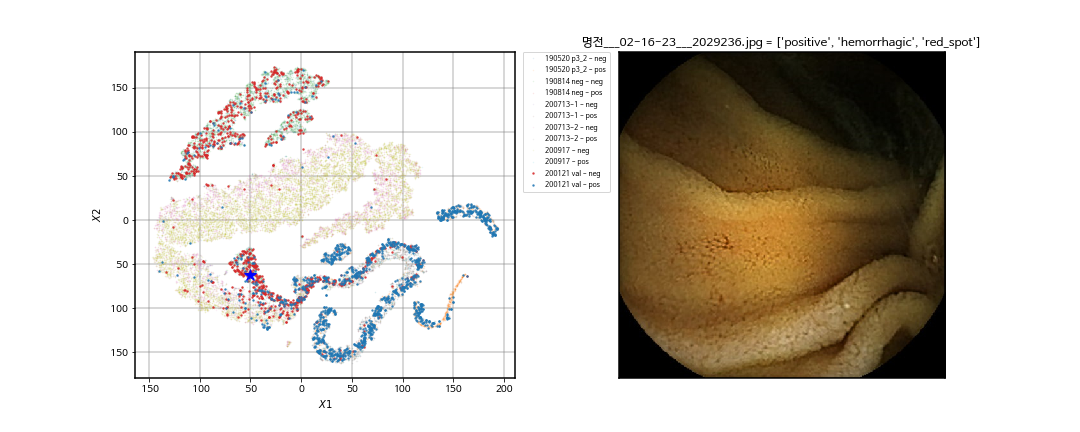 명전___02-16-23___2029236.jpg = ['positive', 'hemorrhagic', 'red_spot']
190520 p3_2 - neg
190520 p3_2 - pos
190814 neg - neg
190814 neg - pos
200713-1 - neg
200713-1 - pos
200713-2 - neg
200713-2 - pos
200917 - neg
200917 - pos
200121 val - neg
200121 val - pos
150
100
50
0
50
100
150
X2
150 100 50 0 50 100 150 200
X1